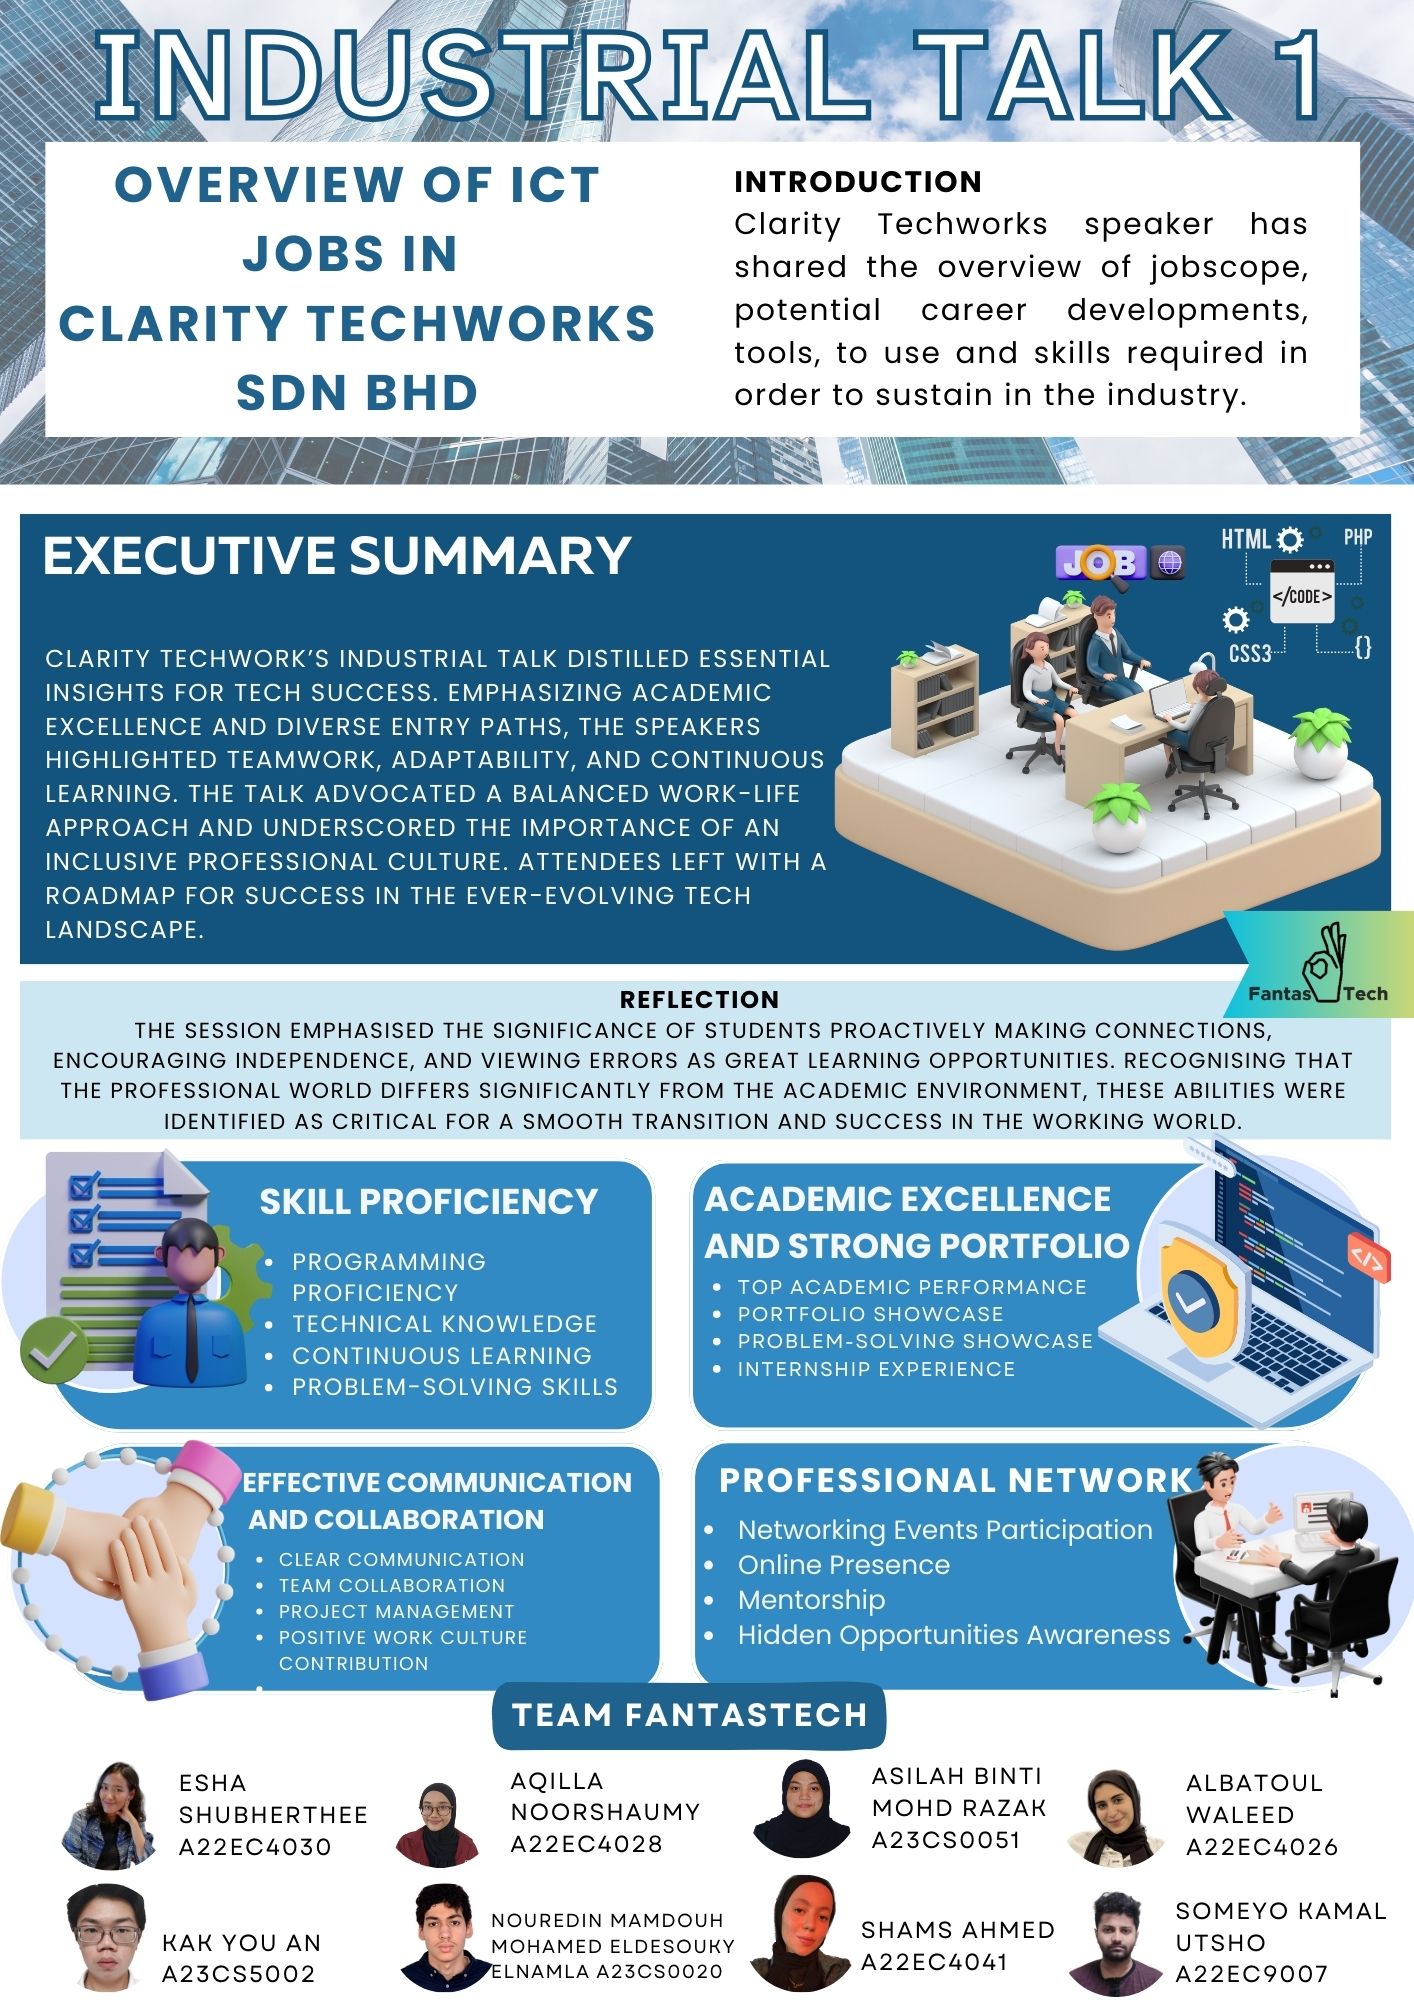 INDUSTRIAL TALK 1
OVERVIEW OF ICT
JOBS IN
CLARITY TECHWORKS
SDN BHD
INTRODUCTION
Clarity Techworks speaker has
shared the overview of jobscope,
potential career developments,
tools, to use and skills required in
order to sustain in the industry.
EXECUTIVE SUMMARY
CLARITY TECHWORK’S INDUSTRIAL TALK DISTILLED ESSENTIAL
INSIGHTS FOR TECH SUCCESS. EMPHASIZING ACADEMIC
EXCELLENCE AND DIVERSE ENTRY PATHS, THE SPEAKERS
HIGHLIGHTED TEAMWORK, ADAPTABILITY, AND CONTINUOUS
LEARNING. THE TALK ADVOCATED A BALANCED WORK-LIFE
APPROACH AND UNDERSCORED THE IMPORTANCE OF AN
INCLUSIVE PROFESSIONAL CULTURE. ATTENDEES LEFT WITH A
ROADMAP FOR SUCCESS IN THE EVER-EVOLVING TECH
LANDSCAPE.
JOB
HTML
PHP
</CODE>
CSS3
{}
FantasTech
REFLECTION
THE SESSION EMPHASISED THE SIGNIFICANCE OF STUDENTS PROACTIVELY MAKING CONNECTIONS,
ENCOURAGING INDEPENDENCE, AND VIEWING ERRORS AS GREAT LEARNING OPPORTUNITIES. RECOGNISING THAT
THE PROFESSIONAL WORLD DIFFERS SIGNIFICANTLY FROM THE ACADEMIC ENVIRONMENT, THESE ABILITIES WERE
IDENTIFIED AS CRITICAL FOR A SMOOTH TRANSITION AND SUCCESS IN THE WORKING WORLD.
SKILL PROFICIENCY
• PROGRAMMING
PROFICIENCY
• TECHNICAL KNOWLEDGE
• CONTINUOUS LEARNING
• PROBLEM-SOLVING SKILLS
ACADEMIC EXCELLENCE
AND STRONG PORTFOLIO
• TOP ACADEMIC PERFORMANCE
• PORTFOLIO SHOWCASE
• PROBLEM-SOLVING SHOWCASE
• INTERNSHIP EXPERIENCE
</>
EFFECTIVE COMMUNICATION
AND COLLABORATION
• CLEAR COMMUNICATION
• TEAM COLLABORATION
• PROJECT MANAGEMENT
• POSITIVE WORK CULTURE
CONTRIBUTION
PROFESSIONAL NETWORK
• Networking Events Participation
• Online Presence
• Mentorship
• Hidden Opportunities Awareness
TEAM FANTASTECH
ESHA
SHUBHERTHEE
A22EC4030
AQILLA
NOORSHAUMY
A22EC4028
ASILAH BINTI
MOHD RAZAK
A23CS0051
ALBATOUL
WALEED
A22EC4026
KAK YOU AN
A23CS5002
NOUREDIN MAMDOUH
MOHAMED ELDESOUKY
ELNAMLA A23CS0020
SHAMS AHMED
A22EC4041
SOMEYO KAMAL
UTSHO
A22EC9007